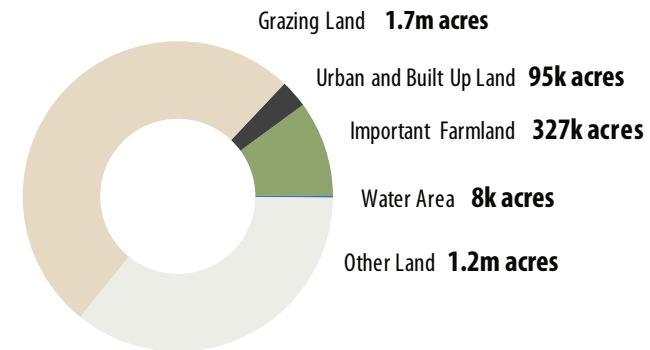 Grazing Land 1.7m acres
Urban and Built Up Land 95k acres
Important Farmland 327k acres
Water Area 8k acres
Other Land 1.2m acres